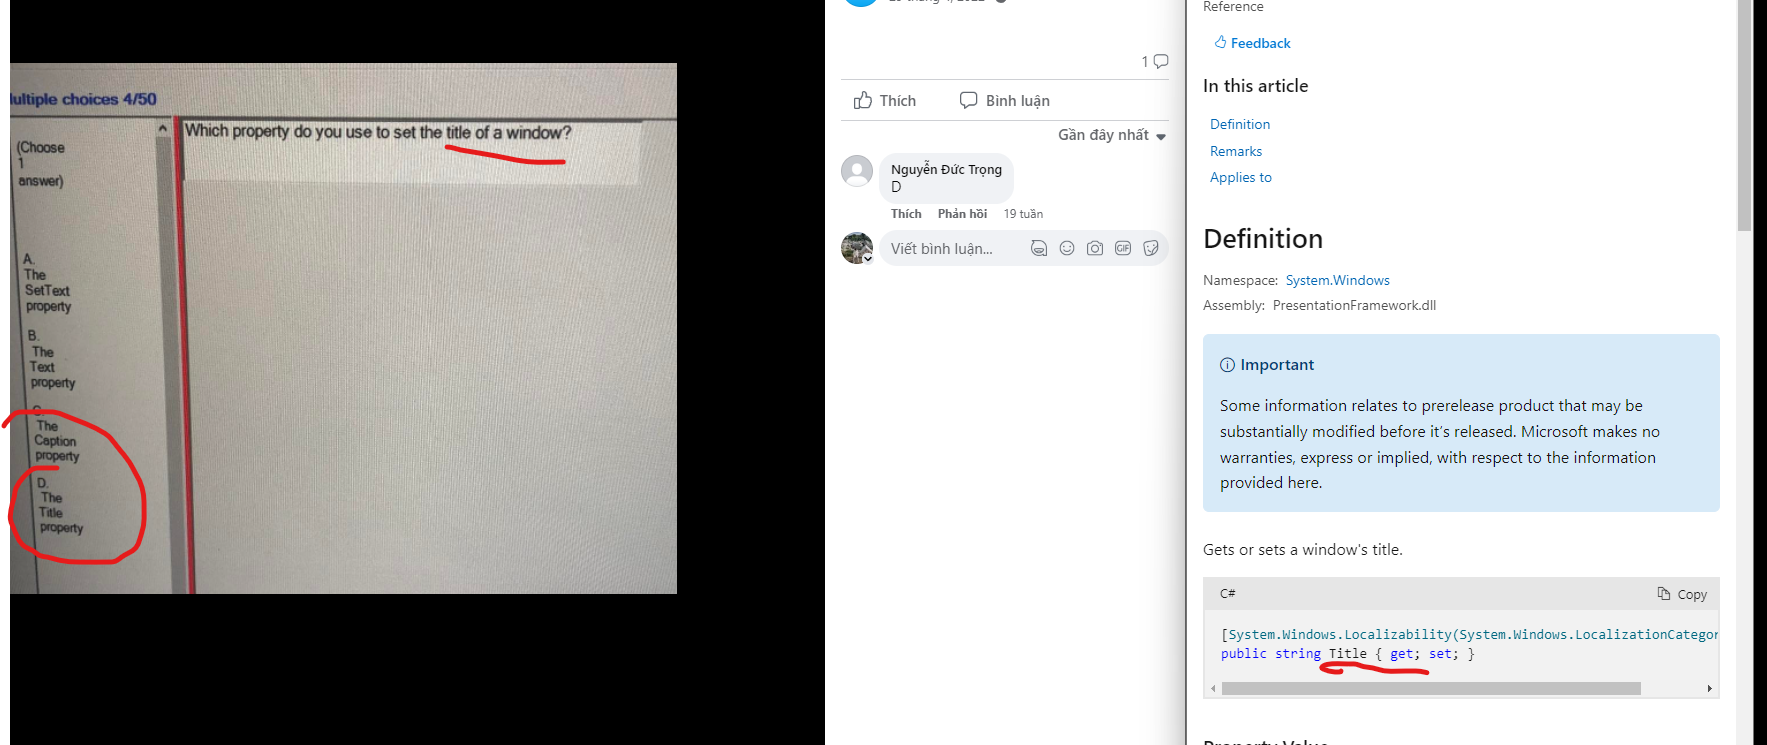 ultiple choices 4/50
(Choose
1
answer)
Which property do you use to set the title of a window?
A.
The
SetText
property
B.
The
Text
property
C.
The
Caption
property
D.
The
Title
property
1
Thích
Bình luận
Gần đây nhất
Nguyễn Đức Trọng
D
Thích Phản hồi 19 tuần
Viết bình luận...
GIF
Reference
Feedback
In this article
Definition
Remarks
Applies to
Definition
Namespace: System.Windows
Assembly: PresentationFramework.dll
Important
Some information relates to prerelease product that may be
substantially modified before it's released. Microsoft makes no
warranties, express or implied, with respect to the information
provided here.
Gets or sets a window's title.
C#
Copy
[System.Windows.Localizability(System.Windows.LocalizationCategor
public string Title { get; set; }